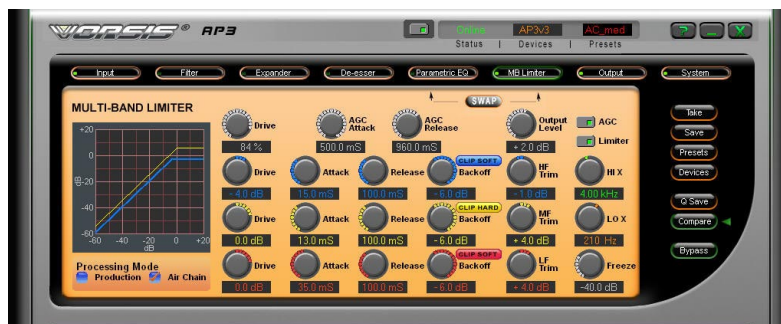 VORSIS® AP3
Online AP3v3 AC_med
Status | Devices | Presets
? _ X
Input Filter Expander De-esser Parametric EQ MB Limiter Output System
SWAP
MULTI-BAND LIMITER
Drive AGC Attack AGC Release Output Level AGC
Limiter
84 % 500.0 mS 960.0 mS + 2.0 dB
CLIP SOFT
Drive Attack Release Backoff HF Trim HI X
- 4.0 dB 15.0 mS 100.0 mS - 6.0 dB - 1.0 dB 4.00 kHz
CLIP HARD
Drive Attack Release Backoff MF Trim LO X
0.0 dB 13.0 mS 100.0 mS - 6.0 dB + 4.0 dB 210 Hz
CLIP SOFT
Drive Attack Release Backoff LF Trim Freeze
0.0 dB 35.0 mS 100.0 mS - 6.0 dB + 4.0 dB -40.0 dB
+20
0
dB
-20
-40
-60
-60 -40 -20 0 +20
dB
Processing Mode
Production Air Chain
Take
Save
Presets
Devices
Q Save
Compare
Bypass